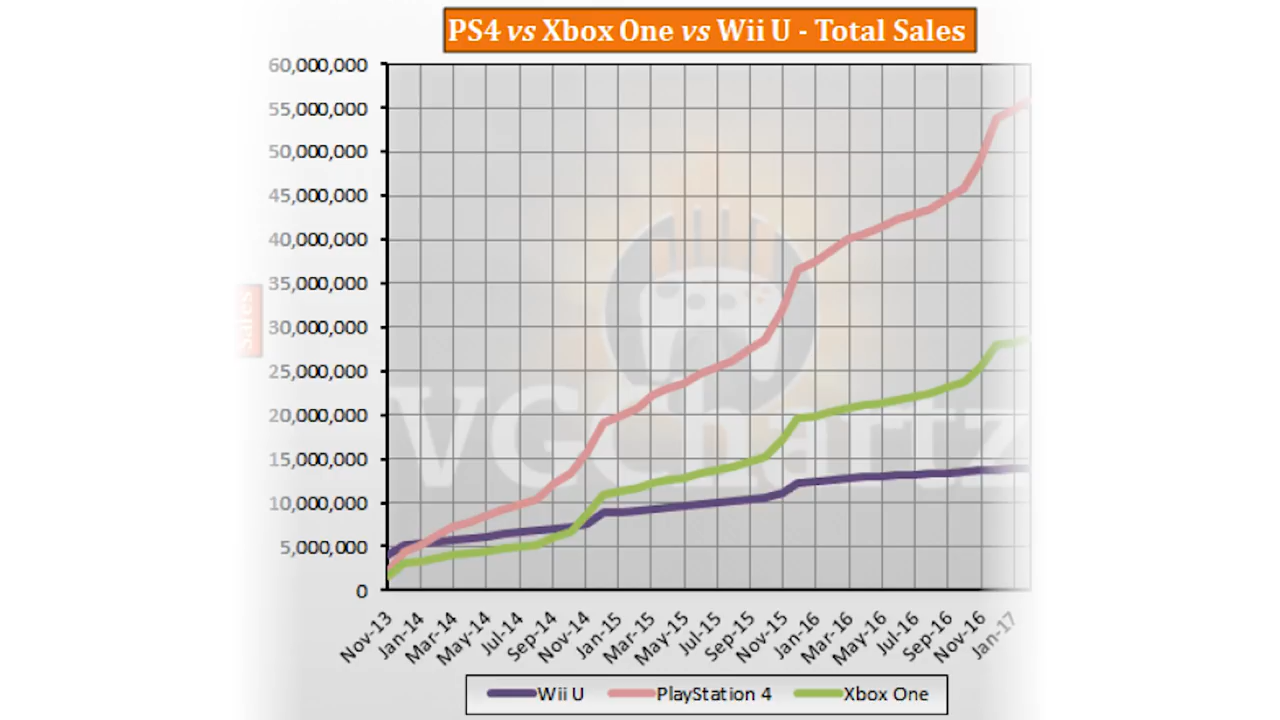 PS4 vs Xbox One vs Wii U - Total Sales
60,000,000
55,000,000
50,000,000
45,000,000
40,000,000
35,000,000
30,000,000
25,000,000
20,000,000
15,000,000
10,000,000
5,000,000
0
Sales
VGChartz
Nov-13
Jan-14
Mar-14
May-14
Jul-14
Sep-14
Nov-14
Jan-15
Mar-15
May-15
Jul-15
Sep-15
Nov-15
Jan-16
Mar-16
May-16
Jul-16
Sep-16
Nov-16
Jan-17
Wii U PlayStation 4 Xbox One